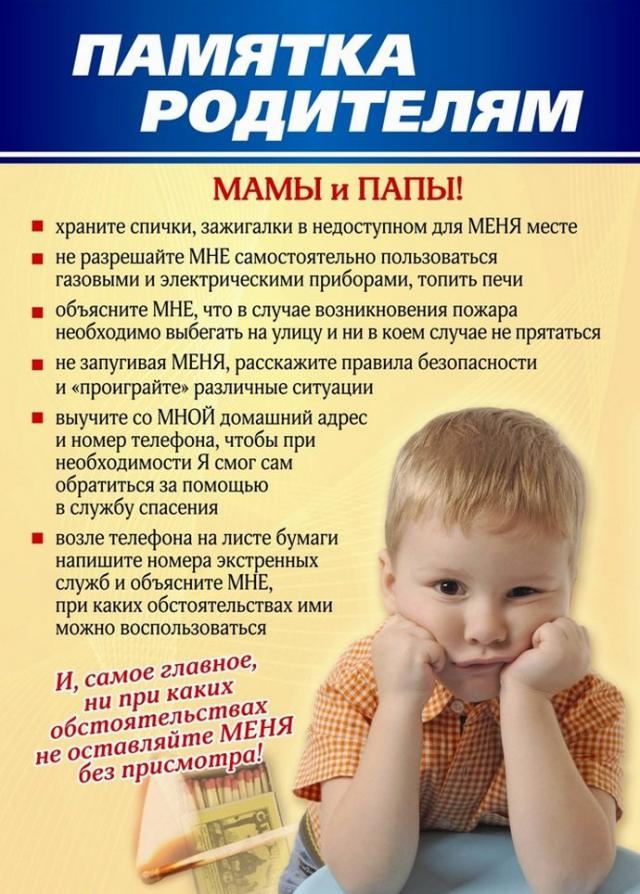 ПАМЯТКА
РОДИТЕЛЯМ
МАМЫ и ПАПЫ!
храните спички, зажигалки в недоступном для МЕНЯ месте
не разрешайте МНЕ самостоятельно пользоваться
газовыми и электрическими приборами, топить печи
объясните МНЕ, что в случае возникновения пожара
необходимо выбегать на улицу и ни в коем случае не прятаться
не запугивая МЕНЯ, расскажите правила безопасности
и «проиграйте» различные ситуации
выучите со МНОЙ домашний адрес
и номер телефона, чтобы при
необходимости Я смог сам
обратиться за помощью
в службу спасения
возле телефона на листе бумаги
напишите номера экстренных
служб и объясните МНЕ,
при каких обстоятельствах ими
можно воспользоваться
И, самое главное,
ни при каких
обстоятельствах
не оставляйте МЕНЯ
без присмотра!